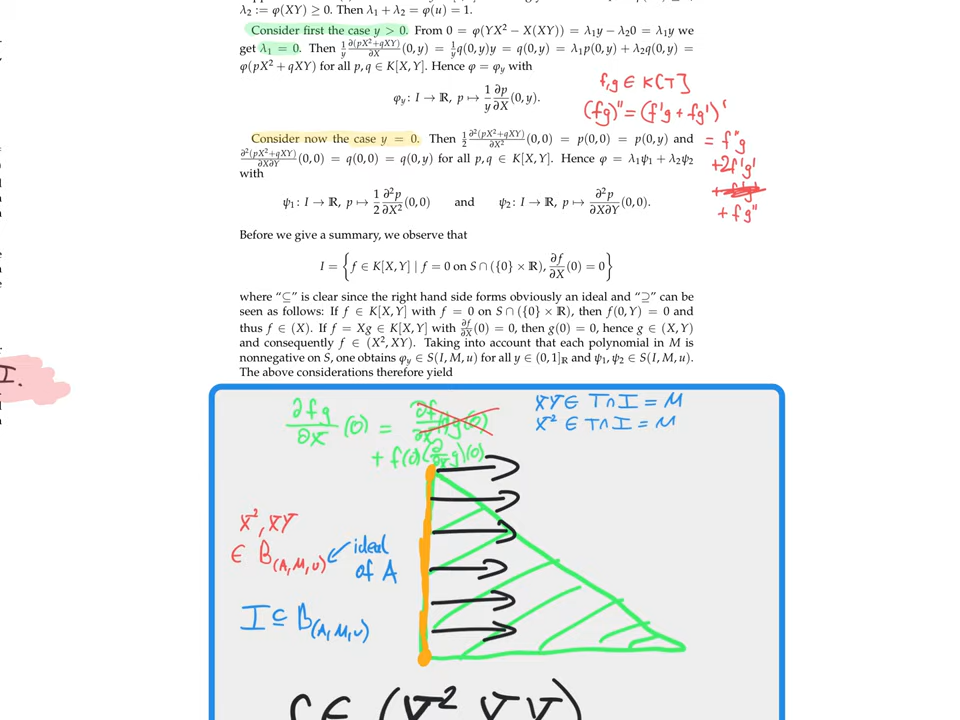 λ₂ := φ(XY) ≥ 0. Then λ₁ + λ₂ = φ(u) = 1.
Consider first the case y > 0. From 0 = φ(YX² − X(XY)) = λ₁y − λ₂0 = λ₁y we
get λ₁ = 0. Then 1/y ∂(pX²+qXY)/∂X (0, y) = 1/y q(0, y)y = q(0, y) = λ₁p(0, y) + λ₂q(0, y) =
φ(pX² + qXY) for all p, q ∈ K[X, Y]. Hence φ = φ_y with
φ_y : I → ℝ, p ↦ 1/y ∂p/∂X (0, y).
f,g ∈ K[T]
(fg)'' = (f'g + fg')'
= f''g
+2f'g'
+ fg''
Consider now the case y = 0. Then 1/2 ∂²(pX²+qXY)/∂X² (0, 0) = p(0, 0) = p(0, y) and
∂²(pX²+qXY)/∂X∂Y (0, 0) = q(0, 0) = q(0, y) for all p, q ∈ K[X, Y]. Hence φ = λ₁ψ₁ + λ₂ψ₂
with
ψ₁ : I → ℝ, p ↦ 1/2 ∂²p/∂X² (0, 0) and ψ₂ : I → ℝ, p ↦ ∂²p/∂X∂Y (0, 0).
Before we give a summary, we observe that
I = { f ∈ K[X, Y] | f = 0 on S ∩ ({0} × ℝ), ∂f/∂X (0) = 0 }
where “⊆” is clear since the right hand side forms obviously an ideal and “⊇” can be
seen as follows: If f ∈ K[X, Y] with f = 0 on S ∩ ({0} × ℝ), then f(0, Y) = 0 and
thus f ∈ (X). If f = Xg ∈ K[X, Y] with ∂f/∂X (0) = 0, then g(0) = 0, hence g ∈ (X, Y)
and consequently f ∈ (X², XY). Taking into account that each polynomial in M is
nonnegative on S, one obtains φ_y ∈ S(I, M, u) for all y ∈ (0, 1]_ℝ and ψ₁, ψ₂ ∈ S(I, M, u).
The above considerations therefore yield
I.
∂fg/∂X (0) = ∂f/∂X g(0)
+ f(0)(∂/∂X g)(0)
XY ∈ T∩I = M
X² ∈ T∩I = M
X², XY
∈ B(A,M,u)
ideal
of A
I ⊆ B(A,M,u)
f ∈ (X², XY)